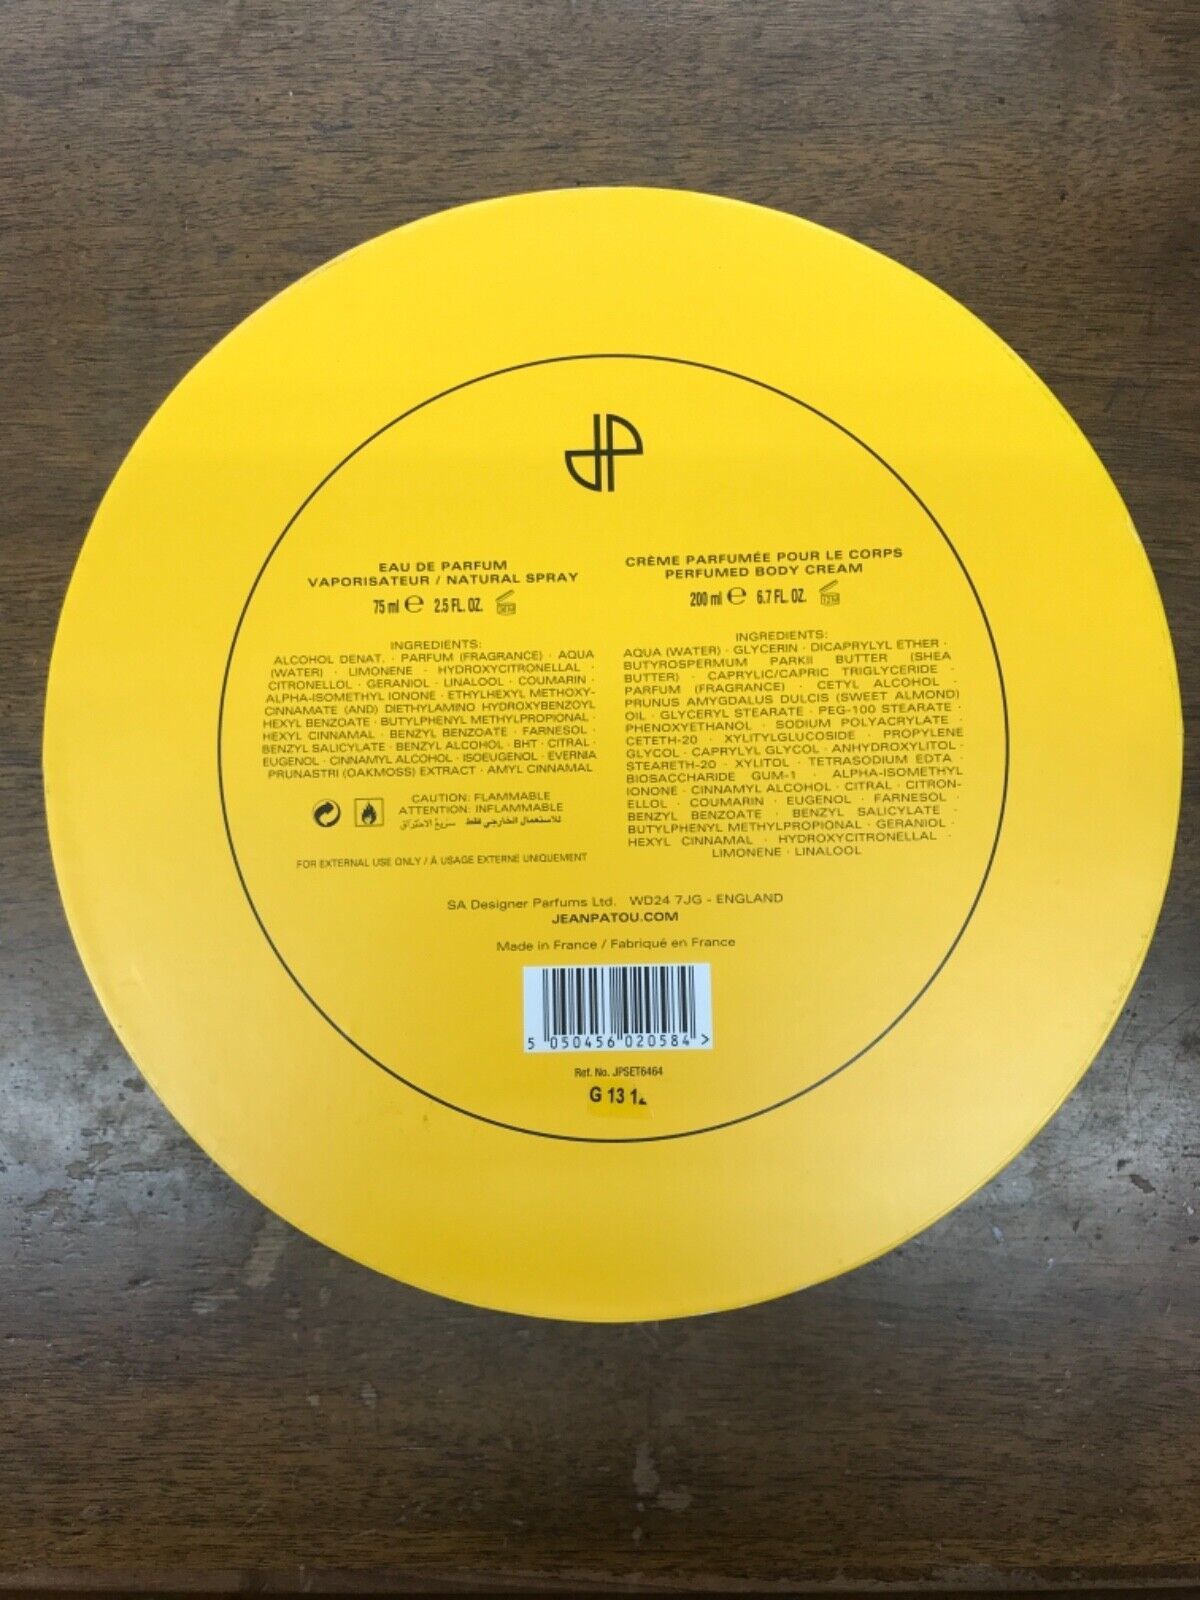 JP
EAU DE PARFUM
VAPORISATEUR / NATURAL SPRAY
75 ml e 2.5 FL. OZ.
INGREDIENTS:
ALCOHOL DENAT. · PARFUM (FRAGRANCE) · AQUA
(WATER) · LIMONENE · HYDROXYCITRONELLAL ·
CITRONELLOL · GERANIOL · LINALOOL · COUMARIN ·
ALPHA-ISOMETHYL IONONE · ETHYLHEXYL METHOXY-
CINNAMATE (AND) DIETHYLAMINO HYDROXYBENZOYL
HEXYL BENZOATE · BUTYLPHENYL METHYLPROPIONAL ·
HEXYL CINNAMAL · BENZYL BENZOATE · FARNESOL ·
BENZYL SALICYLATE · BENZYL ALCOHOL · BHT · CITRAL ·
EUGENOL · CINNAMYL ALCOHOL · ISOEUGENOL · EVERNIA
PRUNASTRI (OAKMOSS) EXTRACT · AMYL CINNAMAL
CAUTION: FLAMMABLE
ATTENTION: INFLAMMABLE
للاستعمال الخارجي فقط سريع الاحتراق
FOR EXTERNAL USE ONLY / À USAGE EXTERNE UNIQUEMENT
CRÈME PARFUMÉE POUR LE CORPS
PERFUMED BODY CREAM
200 ml e 6.7 FL. OZ. 12M
INGREDIENTS:
AQUA (WATER) · GLYCERIN · DICAPRYLYL ETHER ·
BUTYROSPERMUM PARKII BUTTER (SHEA
BUTTER) · CAPRYLIC/CAPRIC TRIGLYCERIDE ·
PARFUM (FRAGRANCE) · CETYL ALCOHOL ·
PRUNUS AMYGDALUS DULCIS (SWEET ALMOND)
OIL · GLYCERYL STEARATE · PEG-100 STEARATE ·
PHENOXYETHANOL · SODIUM POLYACRYLATE ·
CETETH-20 · XYLITYLGLUCOSIDE · PROPYLENE
GLYCOL · CAPRYLYL GLYCOL · ANHYDROXYLITOL ·
STEARETH-20 · XYLITOL · TETRASODIUM EDTA ·
BIOSACCHARIDE GUM-1 · ALPHA-ISOMETHYL
IONONE · CINNAMYL ALCOHOL · CITRAL · CITRON-
ELLOL · COUMARIN · EUGENOL · FARNESOL ·
BENZYL BENZOATE · BENZYL SALICYLATE ·
BUTYLPHENYL METHYLPROPIONAL · GERANIOL ·
HEXYL CINNAMAL · HYDROXYCITRONELLAL ·
LIMONENE · LINALOOL
SA Designer Parfums Ltd. WD24 7JG - ENGLAND
JEANPATOU.COM
Made in France / Fabriqué en France
5 050456 020584 >
Ref. No. JPSET6464
G 13